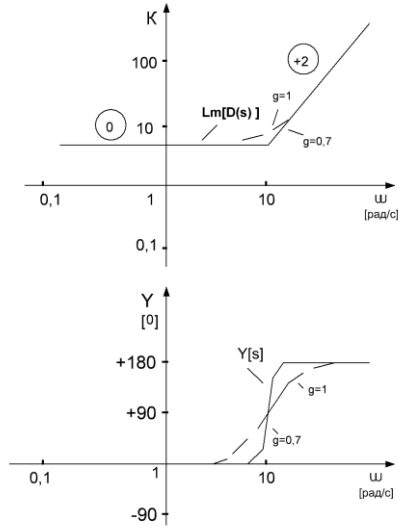 K
100
+2
g=1
Lm[D(s) ]
0
10
g=0,7
0,1
1
10
ω
[рад/с]
0,1
Y
[0]
+180
Y[s]
g=1
+90
g=0,7
0,1
1
10
ω
[рад/с]
-90